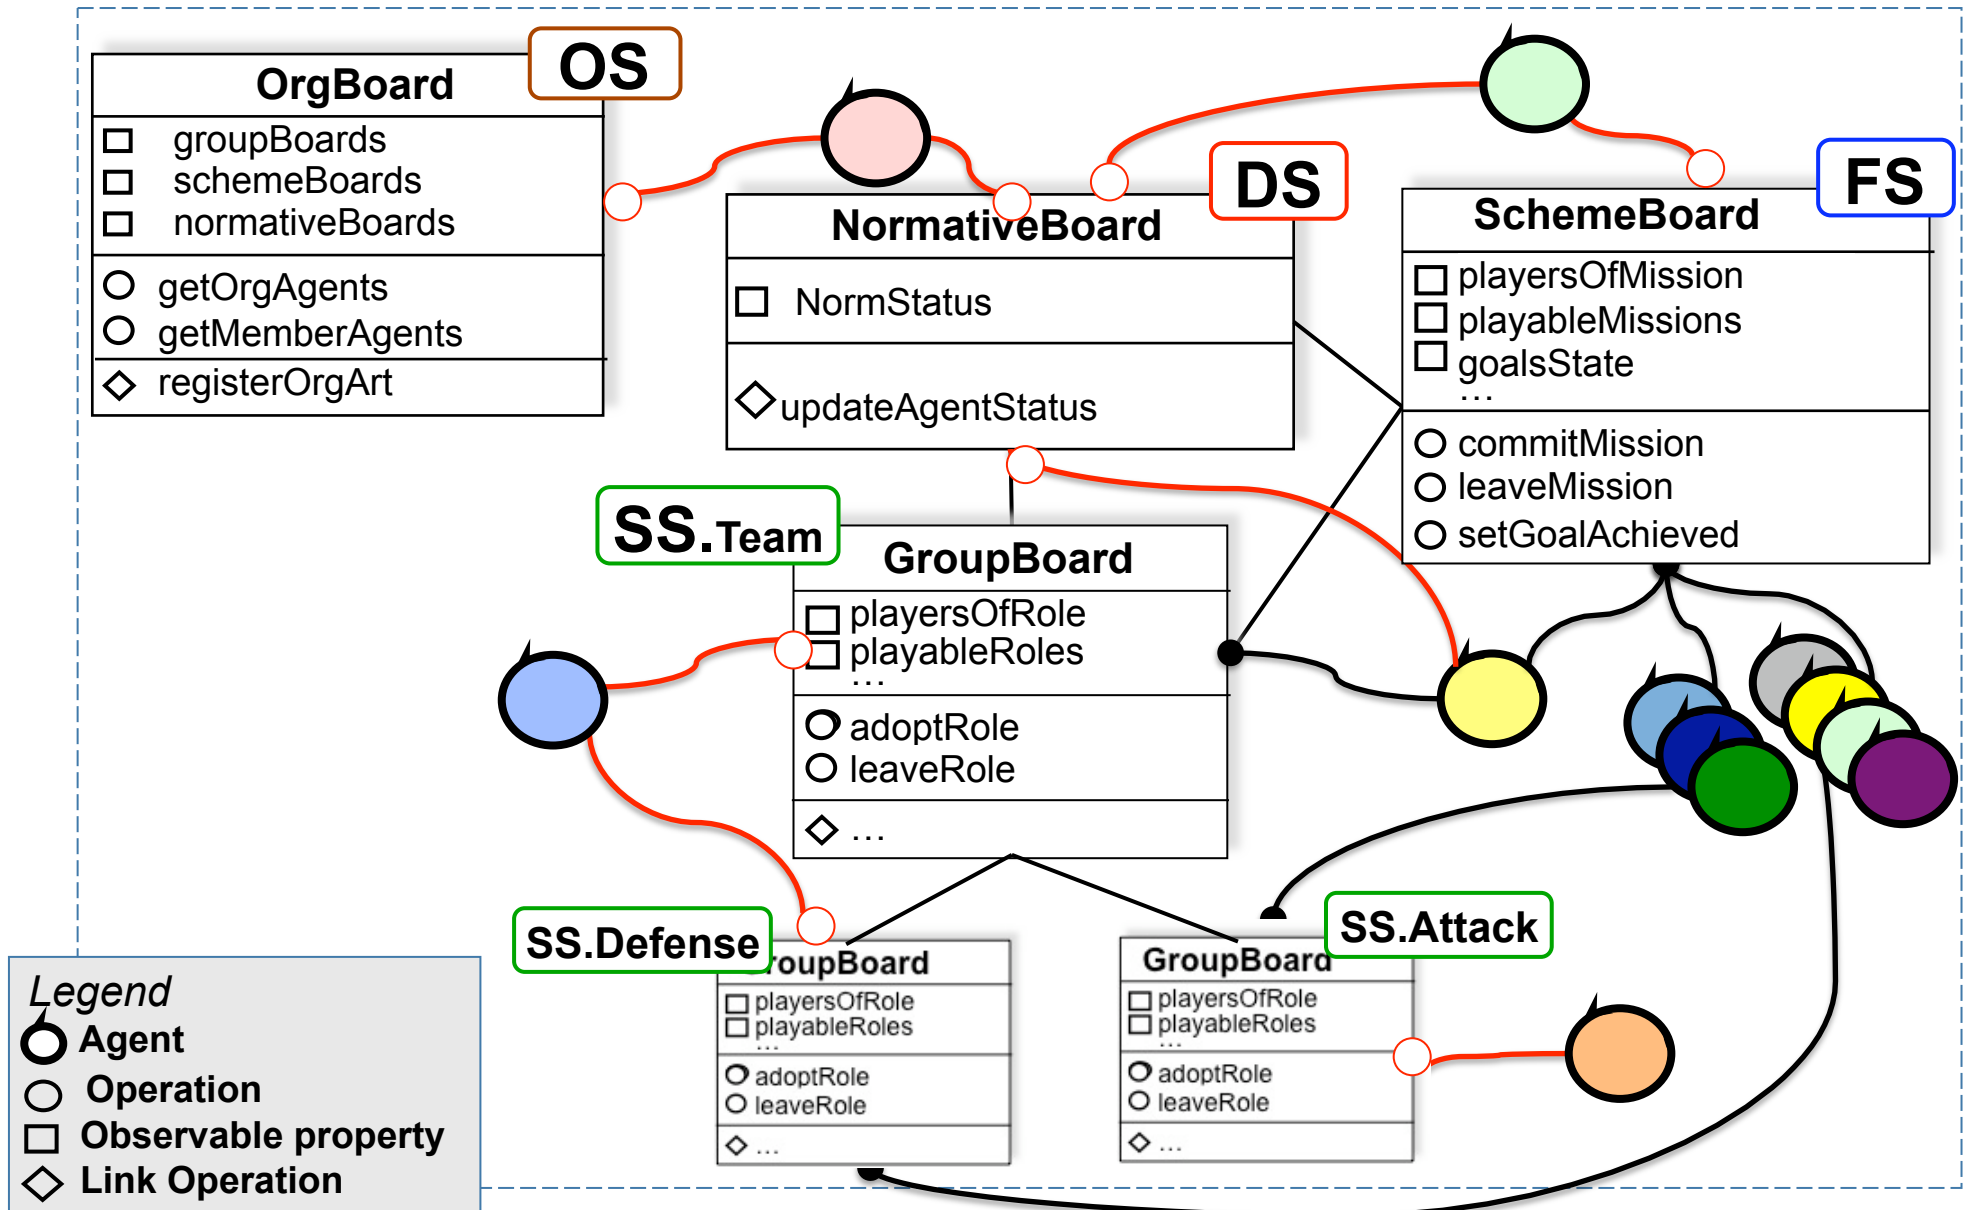 OS
OrgBoard
groupBoards
schemeBoards
normativeBoards
getOrgAgents
getMemberAgents
registerOrgArt
DS
NormativeBoard
NormStatus
updateAgentStatus
FS
SchemeBoard
playersOfMission
playableMissions
goalsState
...
commitMission
leaveMission
setGoalAchieved
SS.Team
GroupBoard
playersOfRole
playableRoles
...
adoptRole
leaveRole
...
SS.Defense
roupBoard
playersOfRole
playableRoles
...
adoptRole
leaveRole
...
SS.Attack
GroupBoard
playersOfRole
playableRoles
...
adoptRole
leaveRole
...
Legend
Agent
Operation
Observable property
Link Operation